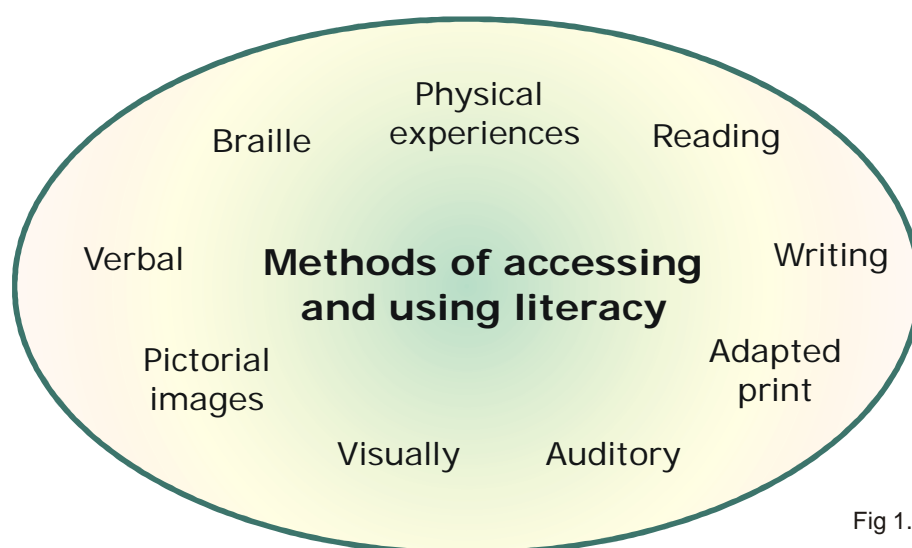 Physical
experiences
Braille
Reading
Verbal
Methods of accessing
and using literacy
Writing
Pictorial
images
Adapted
print
Visually
Auditory
Fig 1.